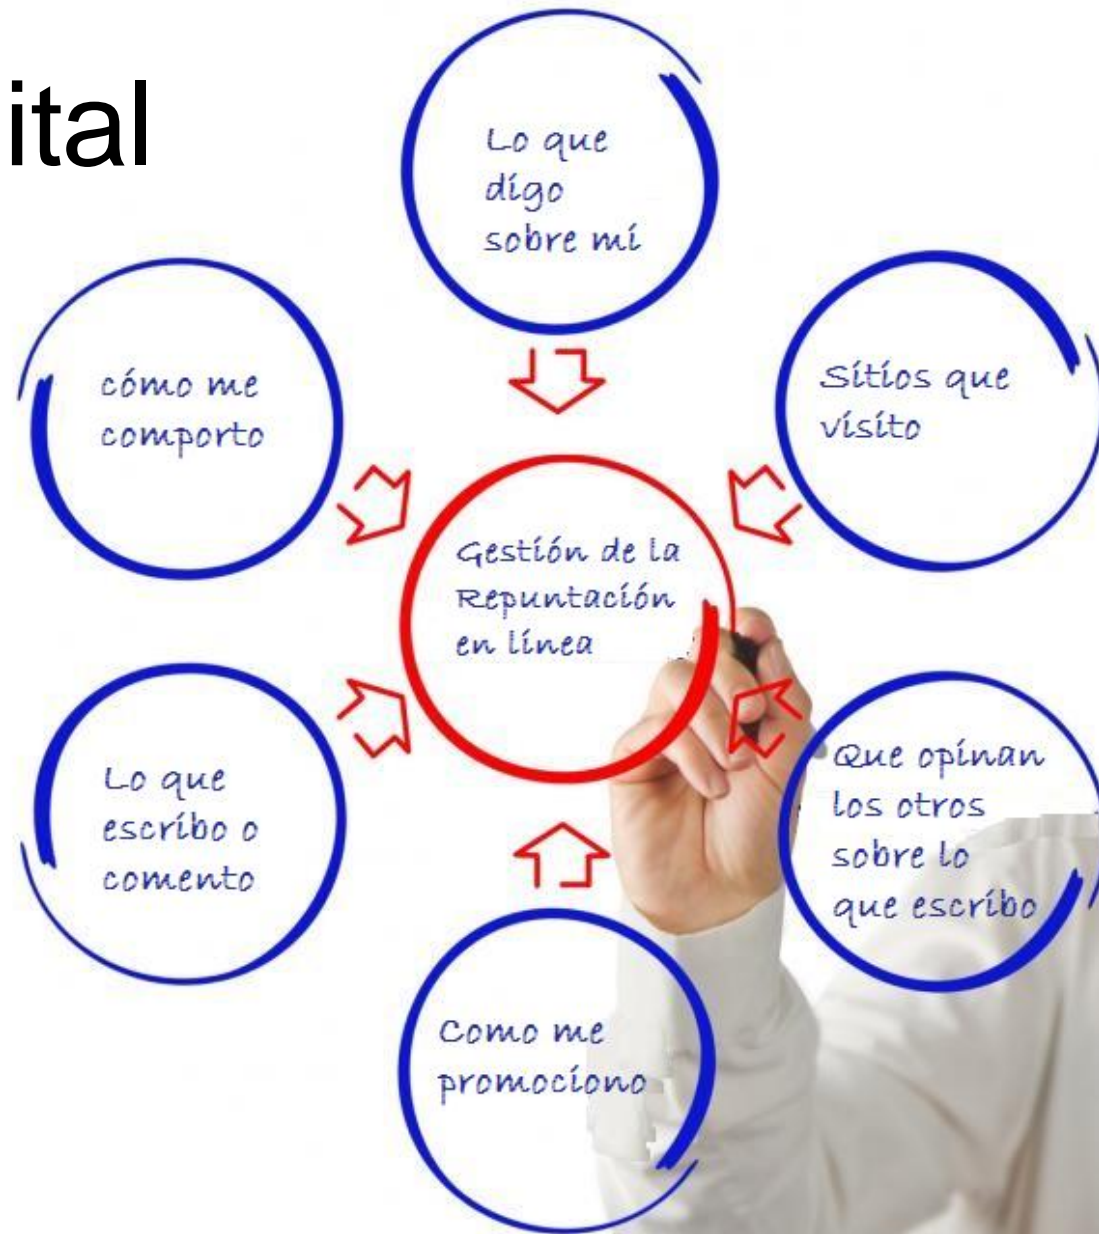 ital
Lo que
digo
sobre mí
cómo me
comporto
Sitios que
visito
Gestión de la
Repuntación
en línea
Lo que
escribo o
comento
Que opinan
los otros
sobre lo
que escribo
Como me
promociono